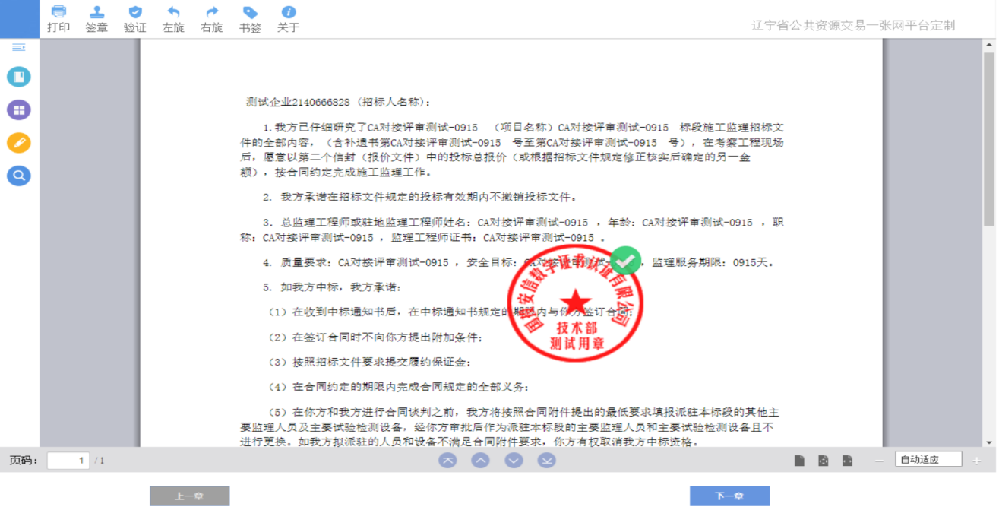 打印 签章 验证 左旋 右旋 书签 关于
辽宁省公共资源交易一张网平台定制
测试企业2140666828（招标人名称）：
1.我方已仔细研究了CA对接评审测试-0915 （项目名称）CA对接评审测试-0915 标段施工监理招标文
件的全部内容，（含补遗书第CA对接评审测试-0915 号至第CA对接评审测试-0915 号），在考察工程现场
后，愿意以第二个信封（报价文件）中的投标总报价（或根据招标文件规定修正核实后确定的另一金
额），按合同约定完成施工监理工作。
2. 我方承诺在招标文件规定的投标有效期内不撤销投标文件。
3. 总监理工程师或驻地监理工程师姓名：CA对接评审测试-0915 ，年龄：CA对接评审测试-0915 ，职
称：CA对接评审测试-0915 ，监理工程师证书：CA对接评审测试-0915 。
4. 质量要求：CA对接评审测试-0915 ，安全目标：CA对接评审测试- ，监理服务期限：0915天。
5. 如我方中标，我方承诺：
（1）在收到中标通知书后，在中标通知书规定的期限内与你方签订合同；
（2）在签订合同时不向你方提出附加条件；
（3）按照招标文件要求提交履约保证金；
（4）在合同约定的期限内完成合同规定的全部义务；
（5）在你方和我方进行合同谈判之前，我方将按照合同附件提出的最低要求填报派驻本标段的其他主
要监理人员及主要试验检测设备，经你方审批后作为派驻本标段的主要监理人员和主要试验检测设备且不
进行更换。如我方拟派驻的人员和设备不满足合同附件要求，你方有权取消我方中标资格。
安信数字证书认证有限公司
技术部
测试用章
页码： 1 / 1
自动适应
上一章
下一章